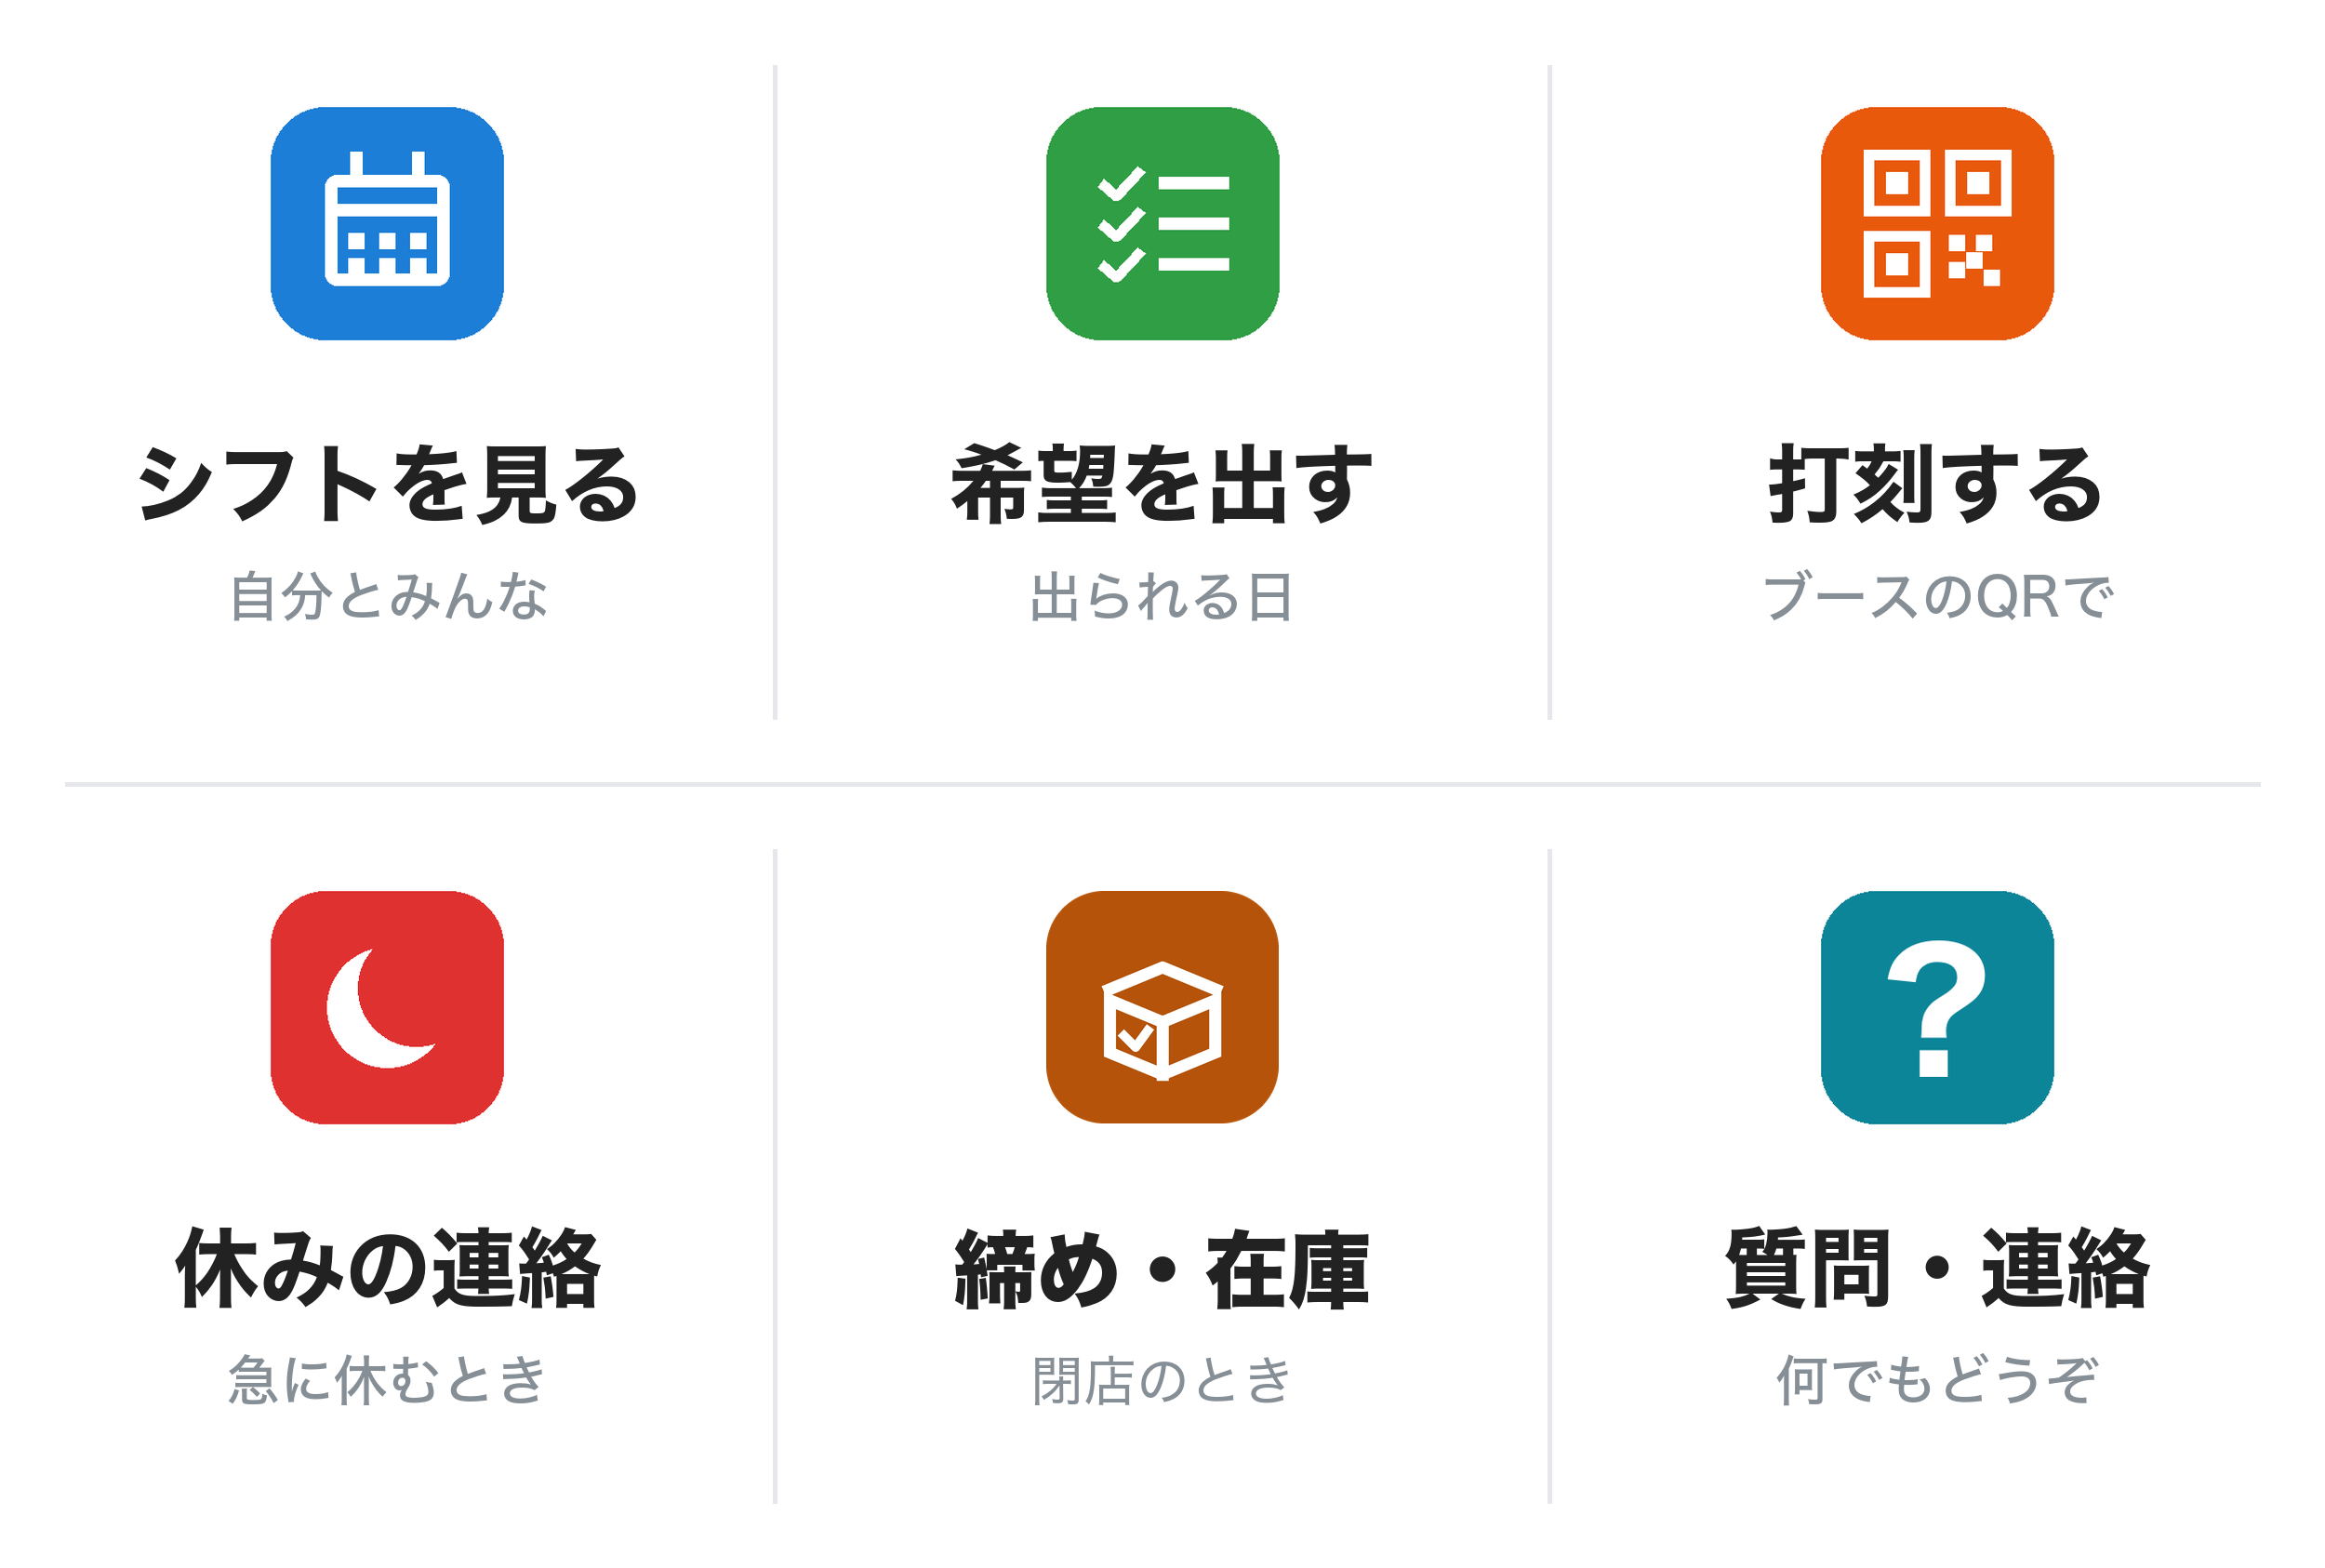 シフトを見る
自分とみんな
希望を出す
出られる日
打刻する
ブースのQRで
?
休みの連絡
急に休むとき
締め・在庫
閉店のとき
質問・連絡
何でもどうぞ